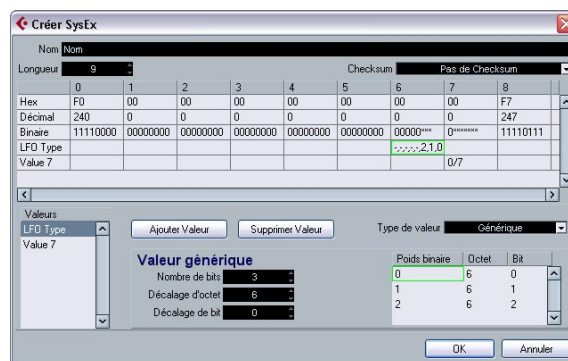 Créer SysEx
Nom Nom
Longueur 9 Checksum Pas de Checksum
0 1 2 3 4 5 6 7 8
Hex F0 00 00 00 00 00 00 00 F7
Décimal 240 0 0 0 0 0 0 0 247
Binaire 11110000 00000000 00000000 00000000 00000000 00000000 00000*** 0******* 11110111
LFO Type -,-,-,-,-,2,1,0
Value 7 0/7
Valeurs
LFO Type Ajouter Valeur Supprimer Valeur Type de valeur Générique
Value 7
Valeur générique Poids binaire Octet Bit
Nombre de bits 3 0 6 0
Décalage d'octet 6 1 6 1
Décalage de bit 0 2 6 2
OK Annuler